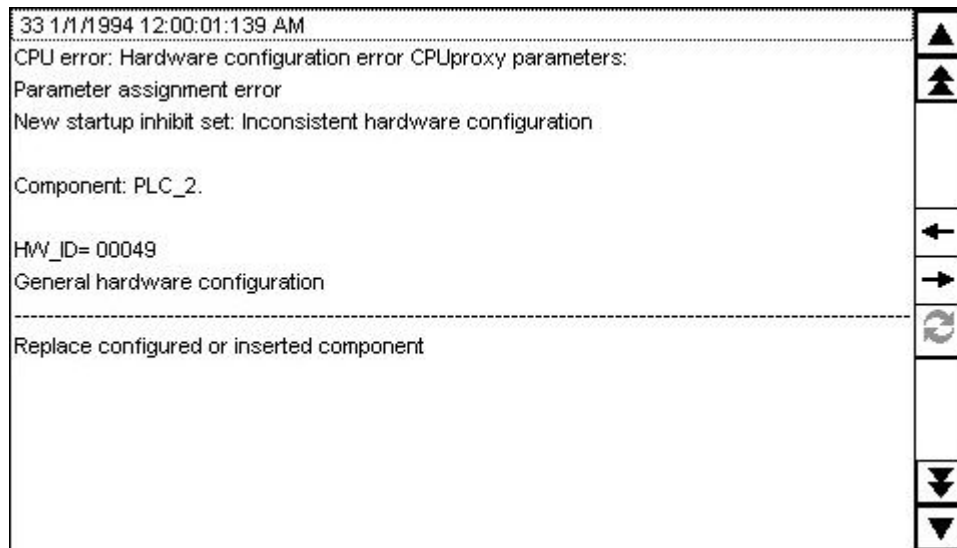 33 1/1/1994 12:00:01:139 AM
CPU error: Hardware configuration error CPUproxy parameters:
Parameter assignment error
New startup inhibit set: Inconsistent hardware configuration
Component: PLC_2.
HW_ID= 00049
General hardware configuration
Replace configured or inserted component